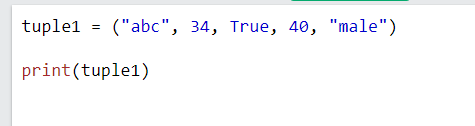 tuple1 = ("abc", 34, True, 40, "male")
print(tuple1)